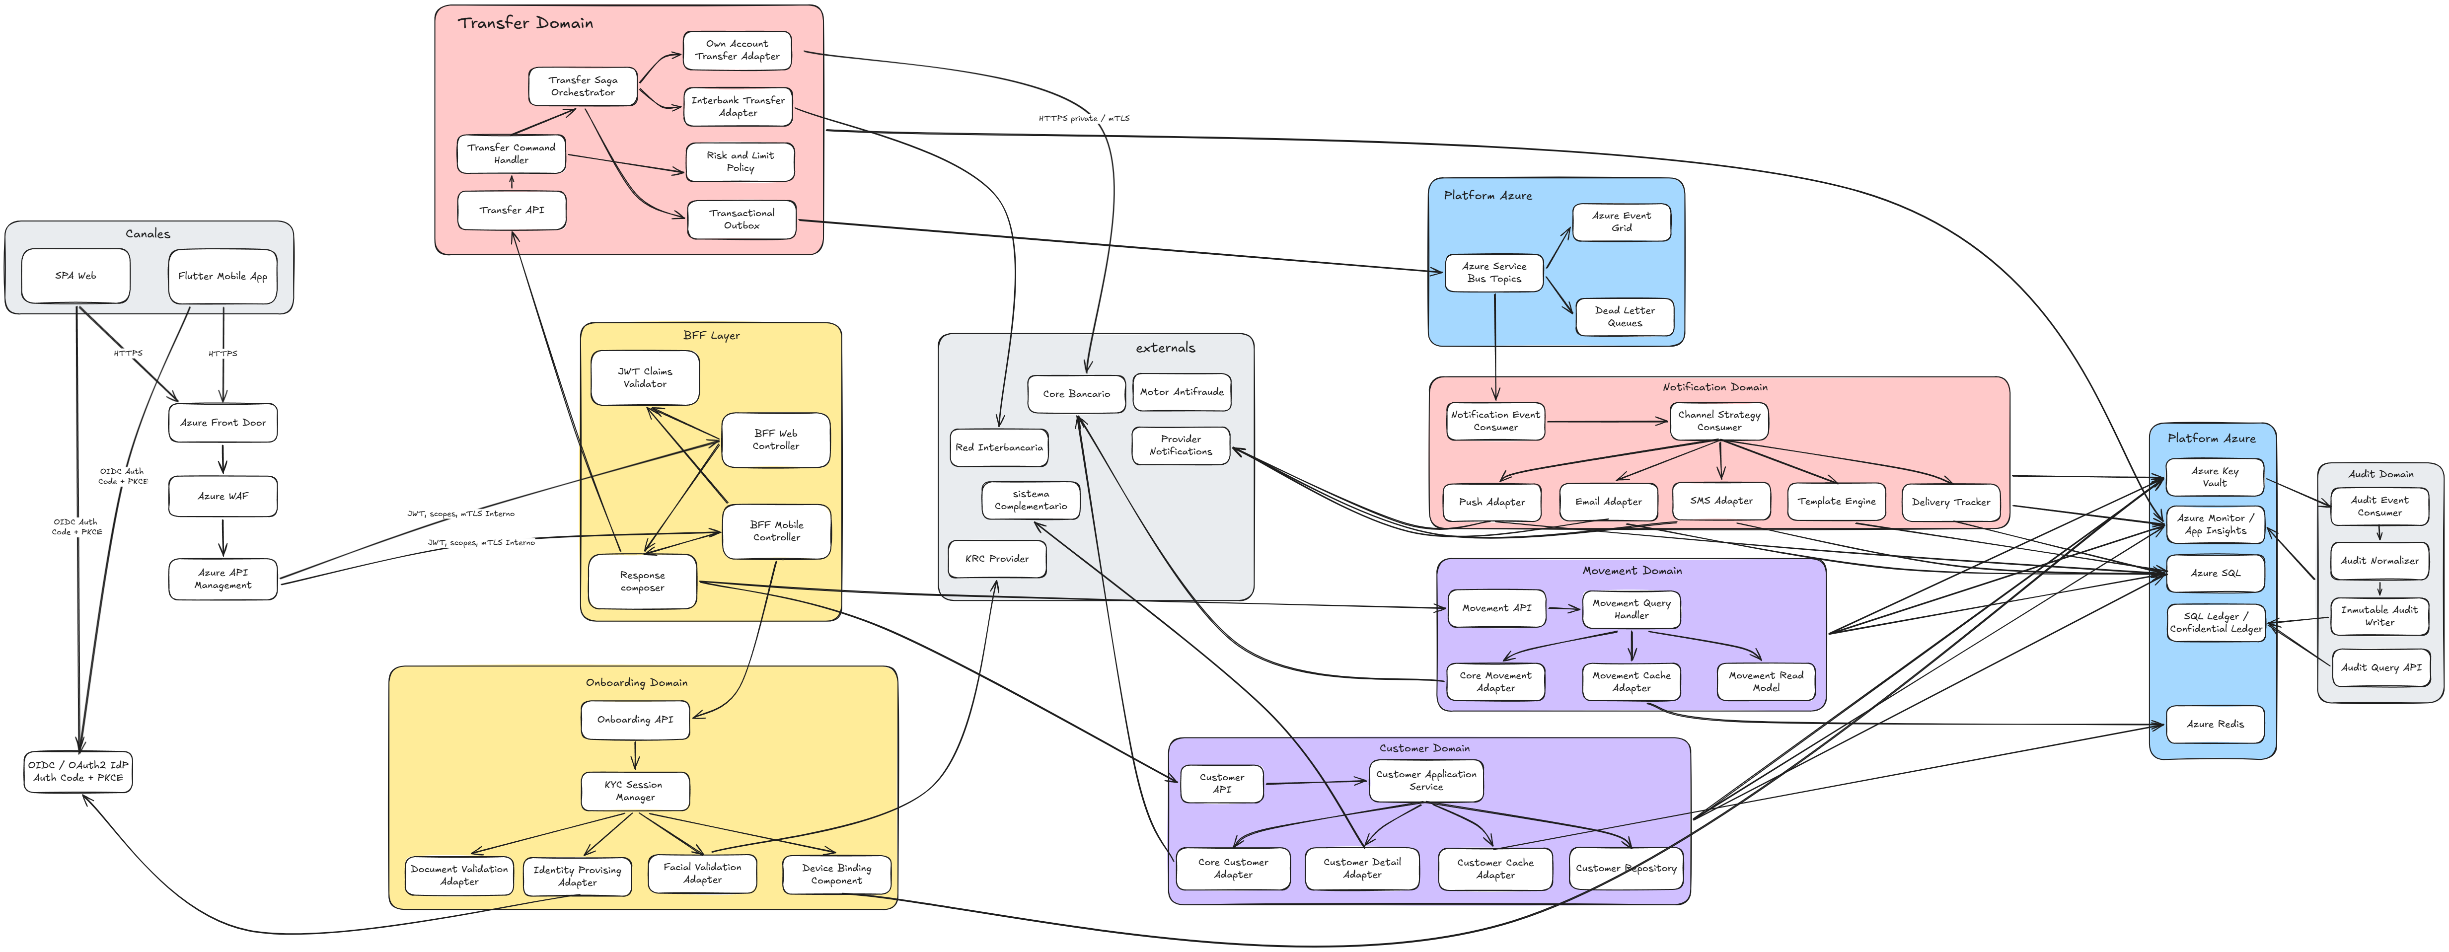 Transfer Domain
Own Account
Transfer Adapter
Transfer Saga
Orchestrator
Interbank Transfer
Adapter
HTTPS private / mTLS
Transfer Command
Handler
Risk and Limit
Policy
Transfer API
Transactional
Outbox
Platform Azure
Azure Event
Grid
Azure Service
Bus Topics
Dead Letter
Queues
Canales
SPA Web
Flutter Mobile App
HTTPS
HTTPS
Azure Front Door
OIDC Auth
Code + PKCE
OIDC Auth
Code + PKCE
Azure WAF
Azure API
Management
JWT, scopes, mTLS Interno
JWT, scopes, mTLS Interno
OIDC / OAuth2 IdP
Auth Code + PKCE
BFF Layer
JWT Claims
Validator
BFF Web
Controller
BFF Mobile
Controller
Response
composer
externals
Core Bancario
Motor Antifraude
Red Interbancaria
Provider
Notifications
sistema
Complementario
KRC Provider
Notification Domain
Notification Event
Consumer
Channel Strategy
Consumer
Push Adapter
Email Adapter
SMS Adapter
Template Engine
Delivery Tracker
Movement Domain
Movement API
Movement Query
Handler
Core Movement
Adapter
Movement Cache
Adapter
Movement Read
Model
Platform Azure
Azure Key
Vault
Azure Monitor /
App Insights
Azure SQL
SQL Ledger /
Confidential Ledger
Azure Redis
Audit Domain
Audit Event
Consumer
Audit Normalizer
Inmutable Audit
Writer
Audit Query API
Onboarding Domain
Onboarding API
KYC Session
Manager
Document Validation
Adapter
Identity Provising
Adapter
Facial Validation
Adapter
Device Binding
Component
Customer Domain
Customer
API
Customer Application
Service
Core Customer
Adapter
Customer Detail
Adapter
Customer Cache
Adapter
Customer Repository